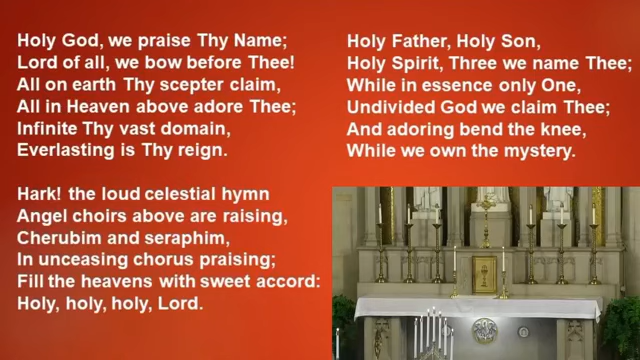 Holy God, we praise Thy Name;
Lord of all, we bow before Thee!
All on earth Thy scepter claim,
All in Heaven above adore Thee;
Infinite Thy vast domain,
Everlasting is Thy reign.
Hark! the loud celestial hymn
Angel choirs above are raising,
Cherubim and seraphim,
In unceasing chorus praising;
Fill the heavens with sweet accord:
Holy, holy, holy, Lord.
Holy Father, Holy Son,
Holy Spirit, Three we name Thee;
While in essence only One,
Undivided God we claim Thee;
And adoring bend the knee,
While we own the mystery.